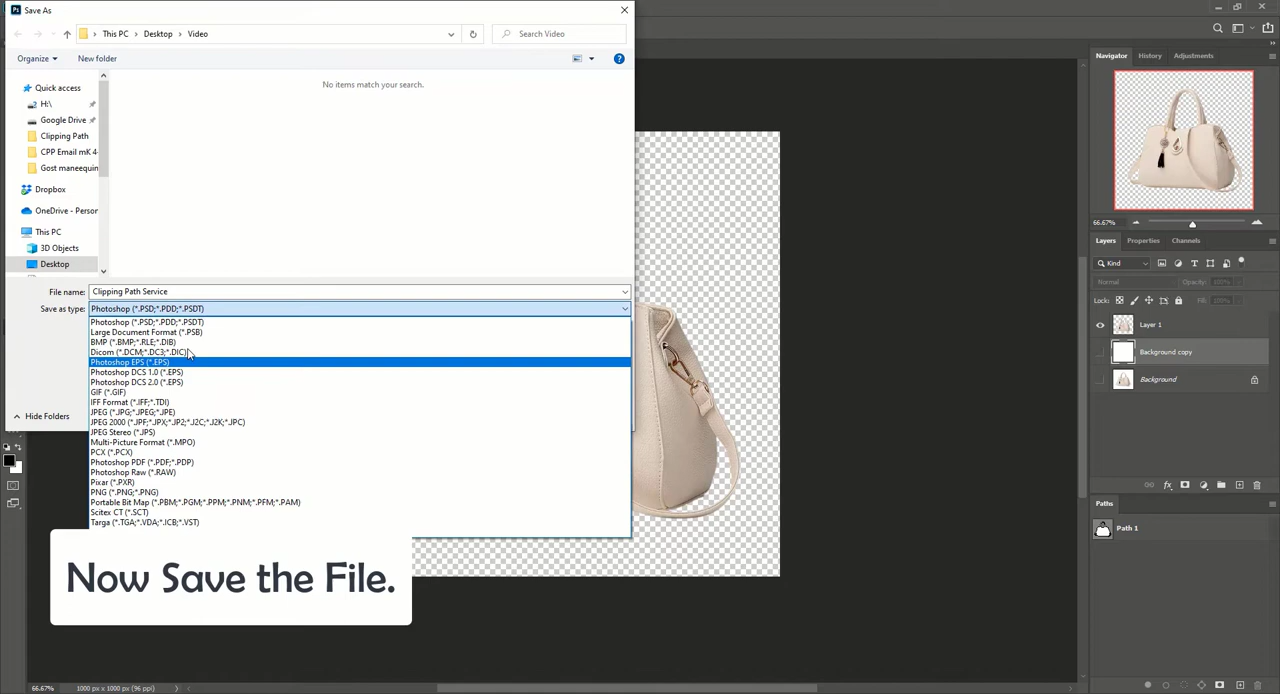 Ps Save As
This PC > Desktop > Video
Search Video
Organize
New folder
No items match your search.
Quick access
H:\
Google Drive
Clipping Path
CPP Email mK 4
Gost maneequin
Dropbox
OneDrive - Person
This PC
3D Objects
Desktop
File name: Clipping Path Service
Save as type: Photoshop (*.PSD;*.PDD;*.PSDT)
Photoshop (*.PSD;*.PDD;*.PSDT)
Large Document Format (*.PSB)
BMP (*.BMP;*.RLE;*.DIB)
Dicom (*.DCM;*.DC3;*.DIC)
Photoshop EPS (*.EPS)
Photoshop DCS 1.0 (*.EPS)
Photoshop DCS 2.0 (*.EPS)
GIF (*.GIF)
IFF Format (*.IFF;*.TDI)
JPEG (*.JPG;*.JPEG;*.JPE)
JPEG 2000 (*.JPF;*.JPX;*.JP2;*.J2C;*.J2K;*.JPC)
JPEG Stereo (*.JPS)
Multi-Picture Format (*.MPO)
PCX (*.PCX)
Photoshop PDF (*.PDF;*.PDP)
Photoshop Raw (*.RAW)
Pixar (*.PXR)
PNG (*.PNG;*.PNG)
Portable Bit Map (*.PBM;*.PGM;*.PPM;*.PNM;*.PFM;*.PAM)
Scitex CT (*.SCT)
Targa (*.TGA;*.VDA;*.ICB;*.VST)
Hide Folders
Now Save the File.
66.67% 1000 px x 1000 px (96 ppi)
Navigator History Adjustments
66.67%
Layers Properties Channels
Kind
Normal Opacity:
Lock: Fill:
Layer 1
Background copy
Background
Paths
Path 1